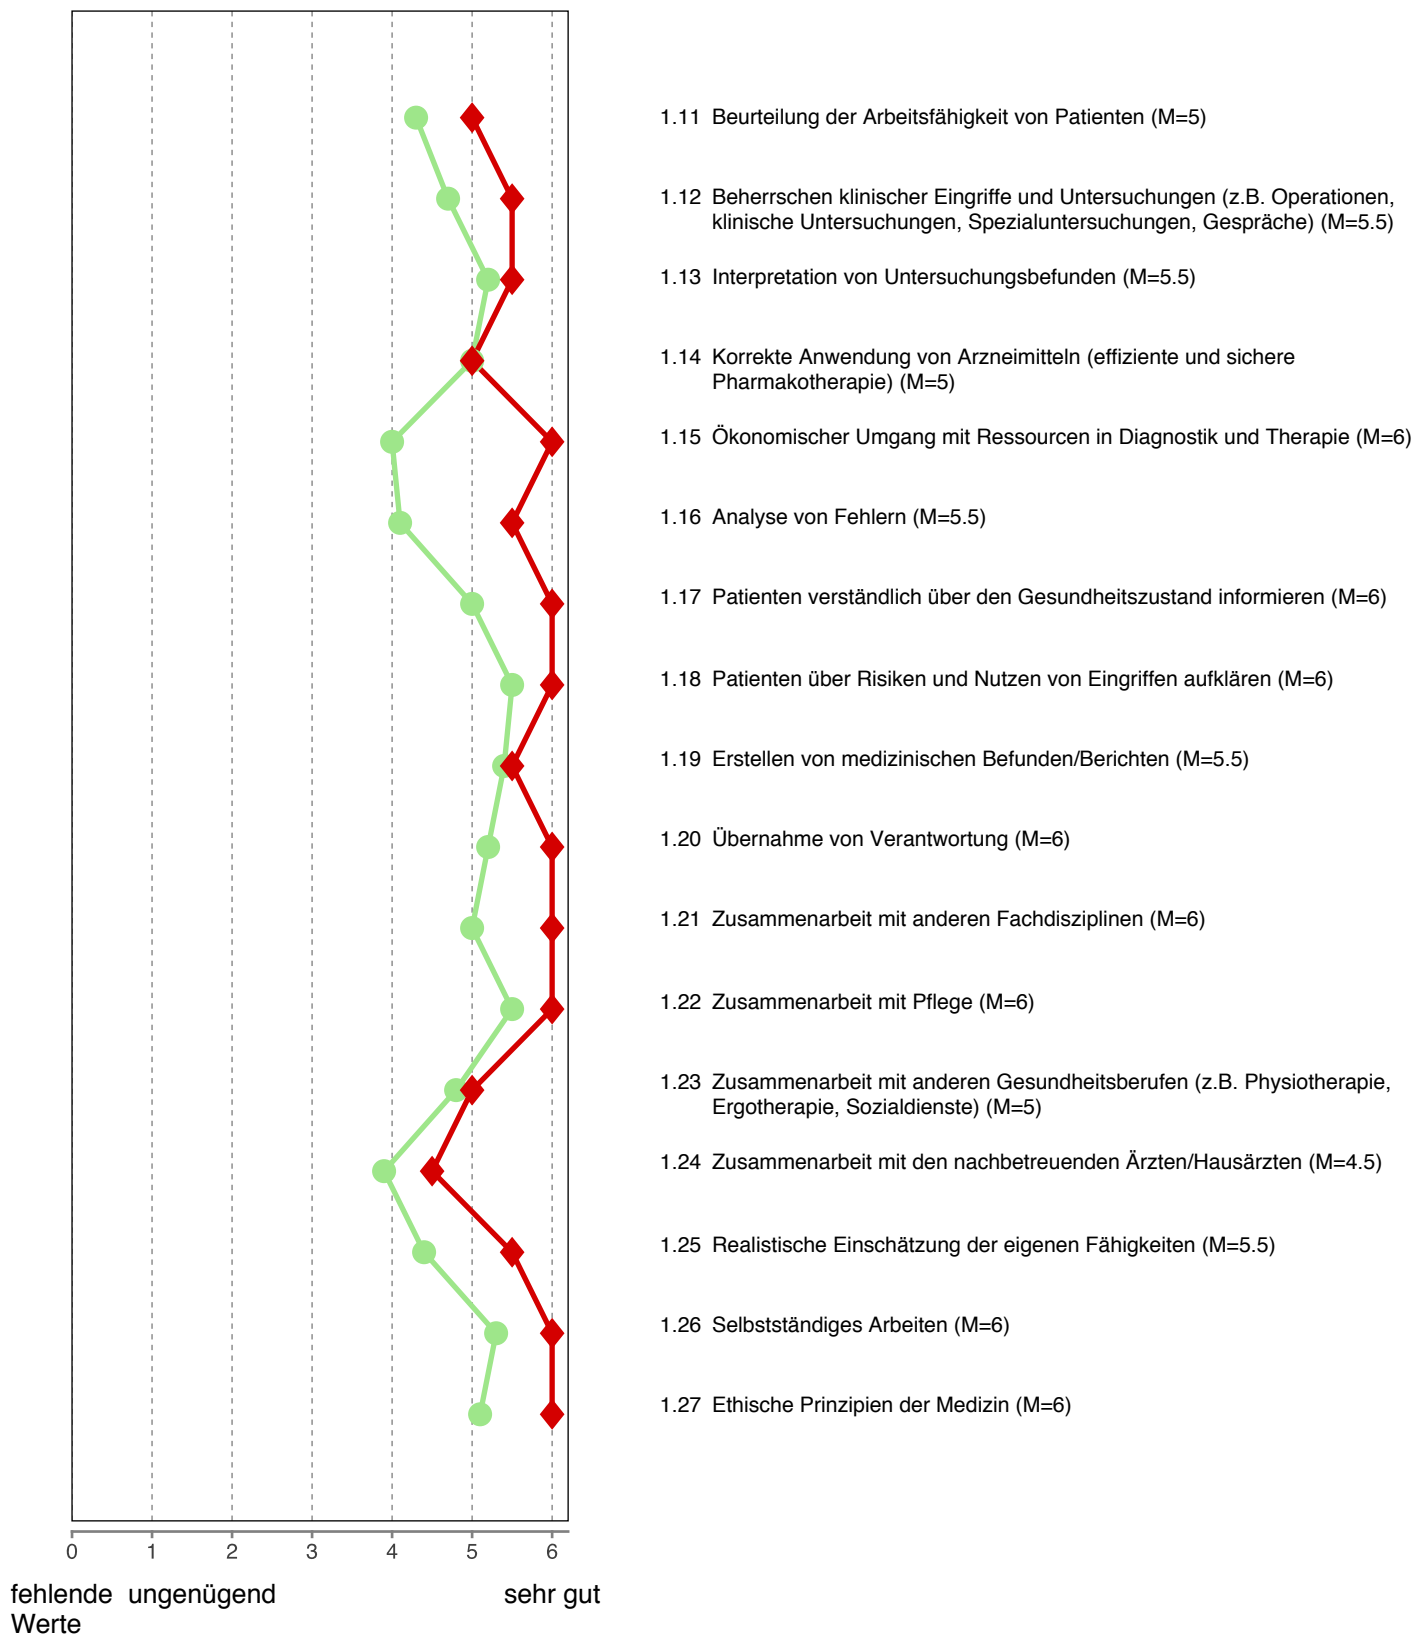 1.11 Beurteilung der Arbeitsfähigkeit von Patienten (M=5)
1.12 Beherrschen klinischer Eingriffe und Untersuchungen (z.B. Operationen,
klinische Untersuchungen, Spezialuntersuchungen, Gespräche) (M=5.5)
1.13 Interpretation von Untersuchungsbefunden (M=5.5)
1.14 Korrekte Anwendung von Arzneimitteln (effiziente und sichere
Pharmakotherapie) (M=5)
1.15 Ökonomischer Umgang mit Ressourcen in Diagnostik und Therapie (M=6)
1.16 Analyse von Fehlern (M=5.5)
1.17 Patienten verständlich über den Gesundheitszustand informieren (M=6)
1.18 Patienten über Risiken und Nutzen von Eingriffen aufklären (M=6)
1.19 Erstellen von medizinischen Befunden/Berichten (M=5.5)
1.20 Übernahme von Verantwortung (M=6)
1.21 Zusammenarbeit mit anderen Fachdisziplinen (M=6)
1.22 Zusammenarbeit mit Pflege (M=6)
1.23 Zusammenarbeit mit anderen Gesundheitsberufen (z.B. Physiotherapie,
Ergotherapie, Sozialdienste) (M=5)
1.24 Zusammenarbeit mit den nachbetreuenden Ärzten/Hausärzten (M=4.5)
1.25 Realistische Einschätzung der eigenen Fähigkeiten (M=5.5)
1.26 Selbstständiges Arbeiten (M=6)
1.27 Ethische Prinzipien der Medizin (M=6)
0 1 2 3 4 5 6
fehlende ungenügend sehr gut
Werte